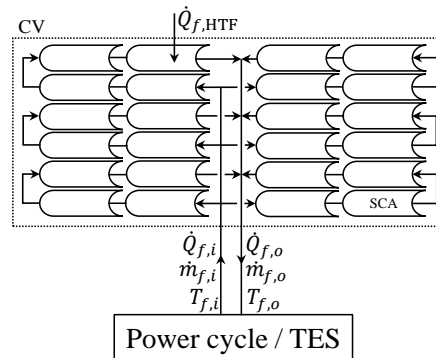 CV
Q̇f,HTF
SCA
Q̇f,i Q̇f,o
ṁf,i ṁf,o
Tf,i Tf,o
Power cycle / TES